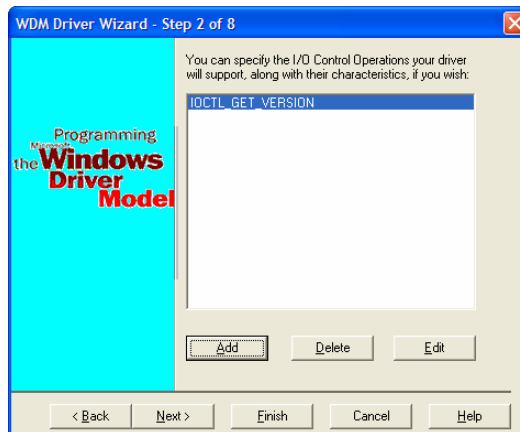 WDM Driver Wizard - Step 2 of 8
You can specify the I/O Control Operations your driver
will support, along with their characteristics, if you wish:
IOCTL_GET_VERSION
Programming
Microsoft
the Windows
Driver
Model
Add
Delete
Edit
< Back
Next >
Finish
Cancel
Help